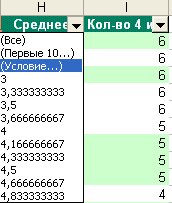 H I
Среднее Кол-во 4 и
(Все) 6
(Первые 10...) 6
(Условие...) 6
3 6
3,333333333 6
3,5 6
3,666666667 5
4 5
4,166666667 5
4,333333333 5
4,5 5
4,666666667 4
4,833333333